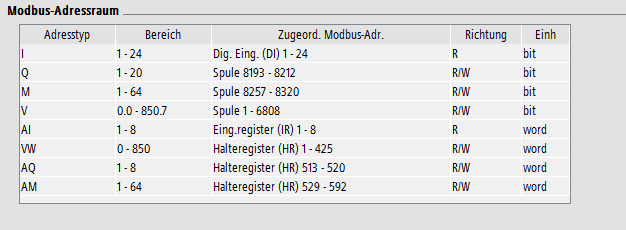 Modbus-Adressraum
Adresstyp Bereich Zugeord. Modbus-Adr. Richtung Einh
I 1 - 24 Dig. Eing. (DI) 1 - 24 R bit
Q 1 - 20 Spule 8193 - 8212 R/W bit
M 1 - 64 Spule 8257 - 8320 R/W bit
V 0.0 - 850.7 Spule 1 - 6808 R/W bit
AI 1 - 8 Eing.register (IR) 1 - 8 R word
VW 0 - 850 Halteregister (HR) 1 - 425 R/W word
AQ 1 - 8 Halteregister (HR) 513 - 520 R/W word
AM 1 - 64 Halteregister (HR) 529 - 592 R/W word